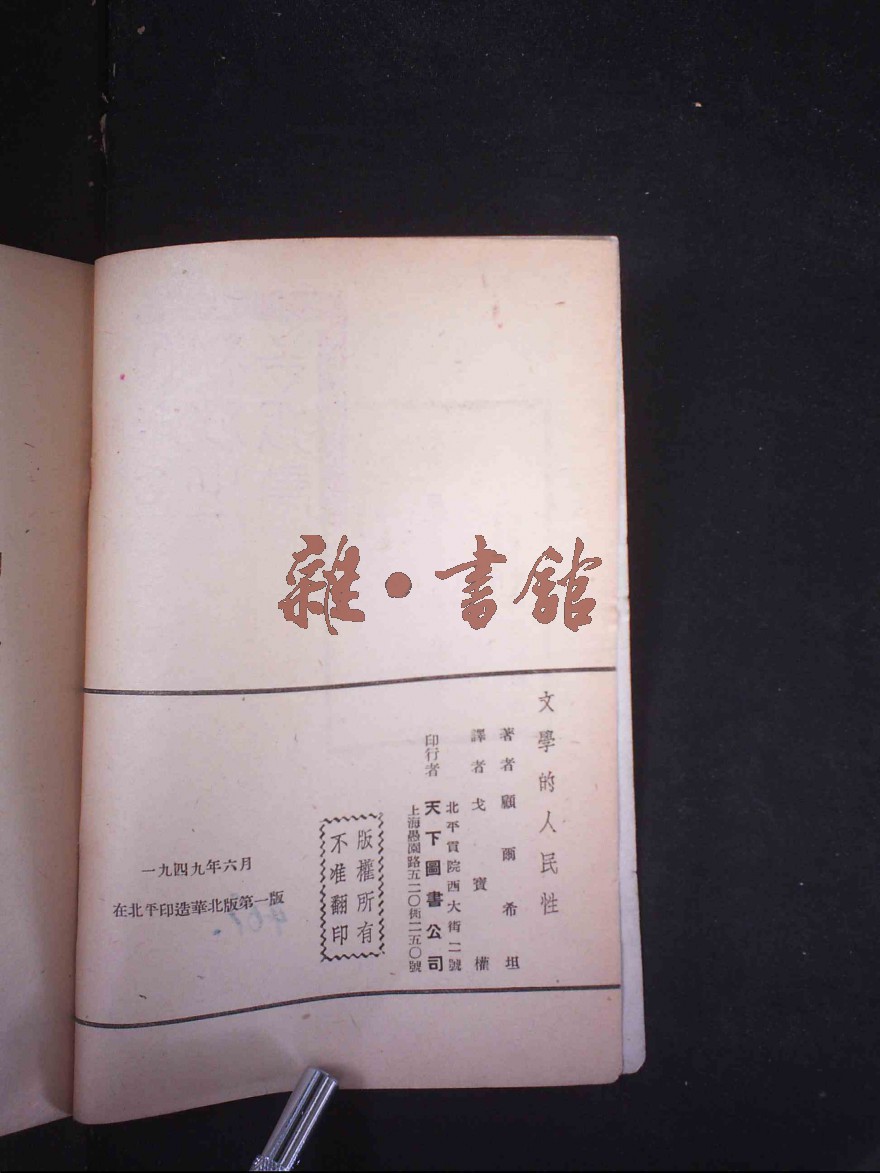 雜·書館
文學的人民性
著者 顧爾希坦
譯者 戈寶權
北平貢院西大街二號
印行者 天下圖書公司
上海愚園路五二〇衖二五〇號
版權所有
不准翻印
一九四九年六月
在北平印造華北版第一版